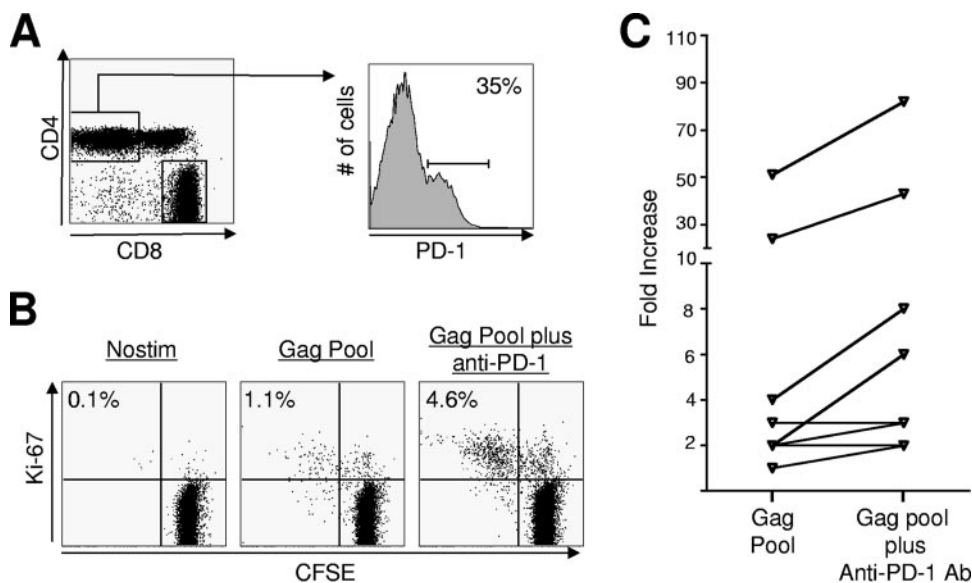 A
CD4
CD8
# of cells
35%
PD-1
B
Nostim
Gag Pool
Gag Pool plus
anti-PD-1
0.1%
1.1%
4.6%
Ki-67
CFSE
C
Fold Increase
110
90
70
50
30
10
8
6
4
2
Gag
Pool
Gag pool
plus
Anti-PD-1 Ab